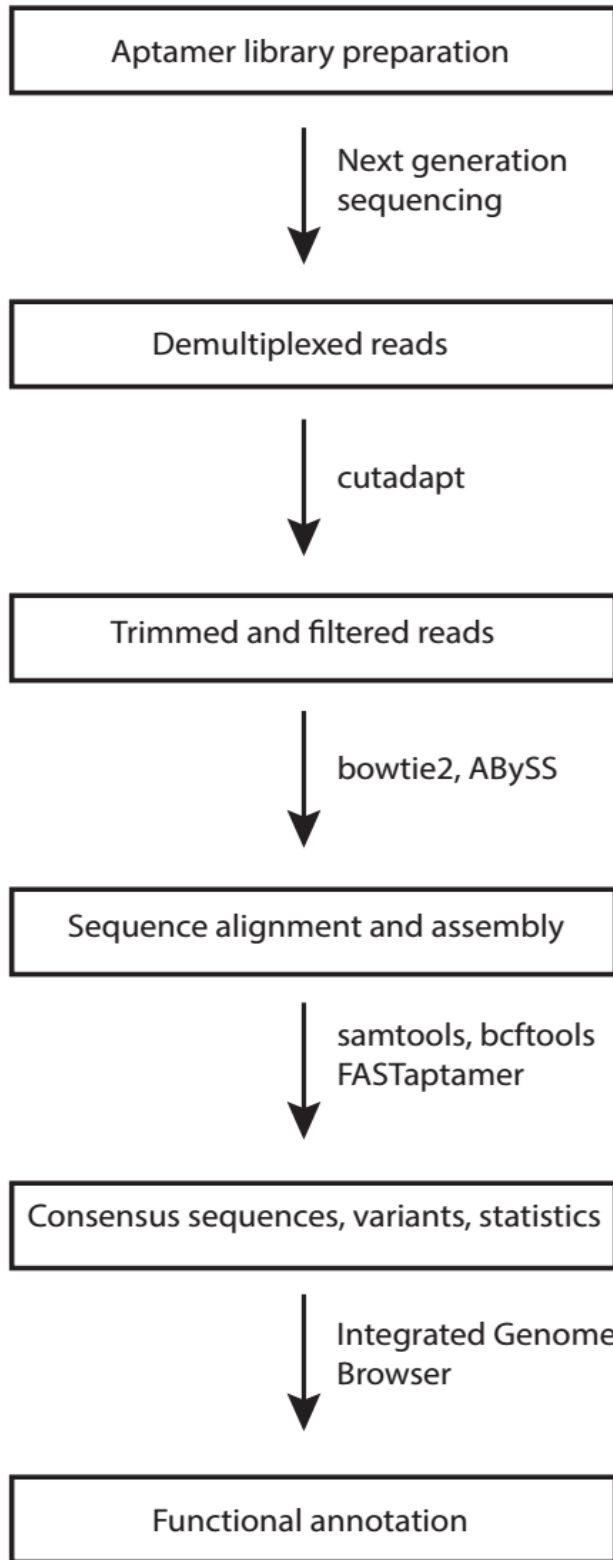 Aptamer library preparation
Next generation
sequencing
Demultiplexed reads
cutadapt
Trimmed and filtered reads
bowtie2, ABySS
Sequence alignment and assembly
samtools, bcftools
FASTaptamer
Consensus sequences, variants, statistics
Integrated Genome
Browser
Functional annotation